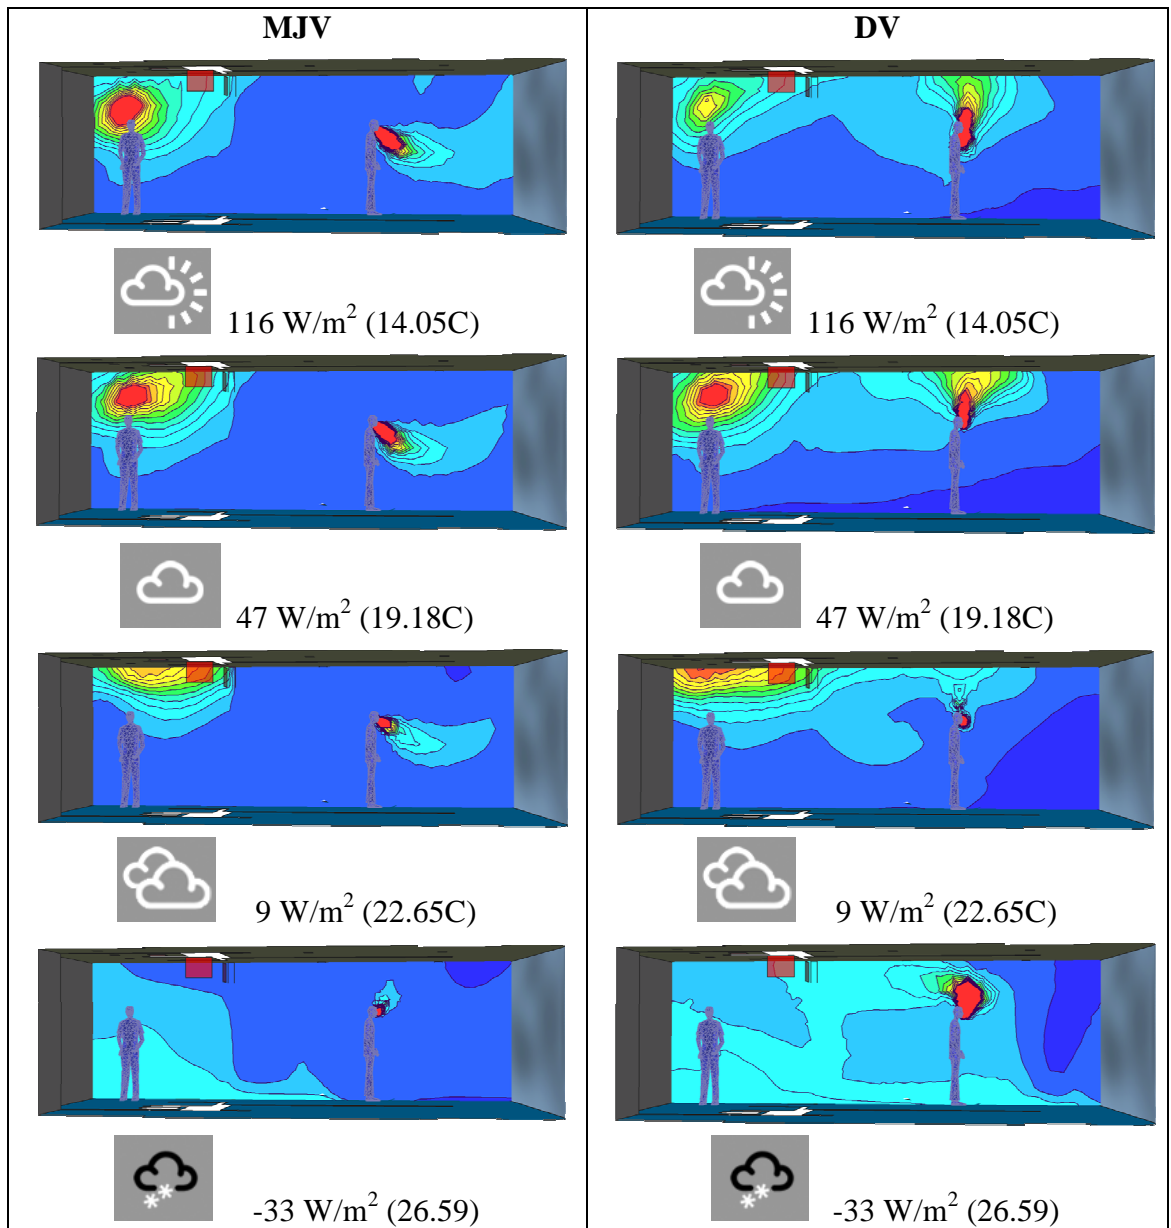 MJV
DV
116 W/m² (14.05C)
116 W/m² (14.05C)
47 W/m² (19.18C)
47 W/m² (19.18C)
9 W/m² (22.65C)
9 W/m² (22.65C)
-33 W/m² (26.59)
-33 W/m² (26.59)